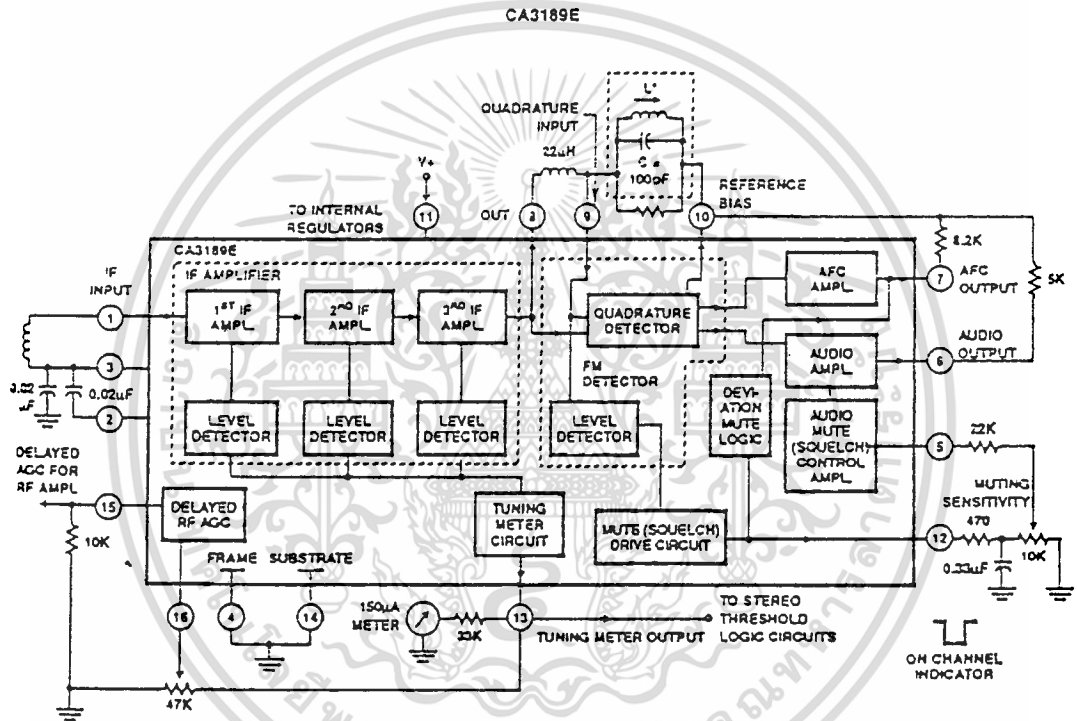 CA3189E
QUADRATURE
INPUT
L*
22µH
C =
100pF
V+
TO INTERNAL
REGULATORS
11
OUT
8
9
10
REFERENCE
BIAS
CA3189E
IF
INPUT
IF AMPLIFIER
1
1ST IF
AMPL
2ND IF
AMPL
3RD IF
AMPL
QUADRATURE
DETECTOR
AFC
AMPL
8.2K
7
AFC
OUTPUT
5K
AUDIO
OUTPUT
6
AUDIO
AMPL
3
0.02µF
2
LEVEL
DETECTOR
LEVEL
DETECTOR
LEVEL
DETECTOR
FM
DETECTOR
LEVEL
DETECTOR
DEVI-
ATION
MUTE
LOGIC
AUDIO
MUTE
(SQUELCH)
CONTROL
AMPL
5
22K
DELAYED
AGC FOR
RF AMPL
15
DELAYED
RF AGC
TUNING
METER
CIRCUIT
MUTE (SQUELCH)
DRIVE CIRCUIT
MUTING
SENSITIVITY
12
470
10K
0.33µF
10K
FRAME
SUBSTRATE
16
4
14
150µA
METER
33K
13
TO STEREO
THRESHOLD
LOGIC CIRCUITS
TUNING METER OUTPUT
ON CHANNEL
INDICATOR
47K